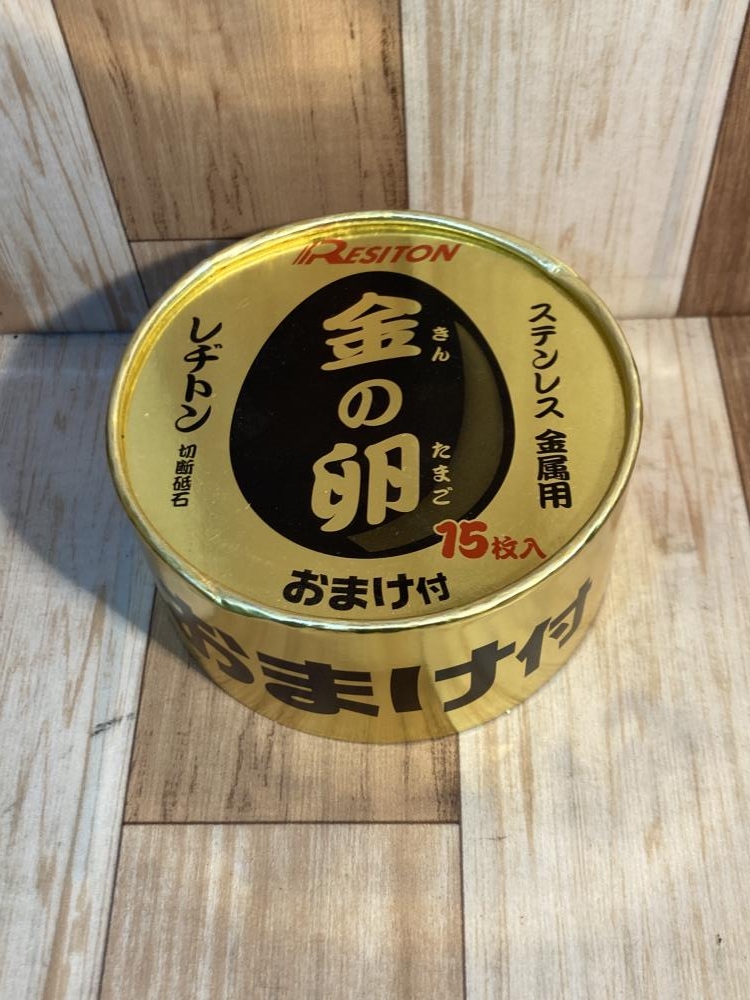 RESITON
ステンレス 金属用
金の卵
きん
たまご
レヂトン
切断砥石
15枚入
おまけ付
おまけ付